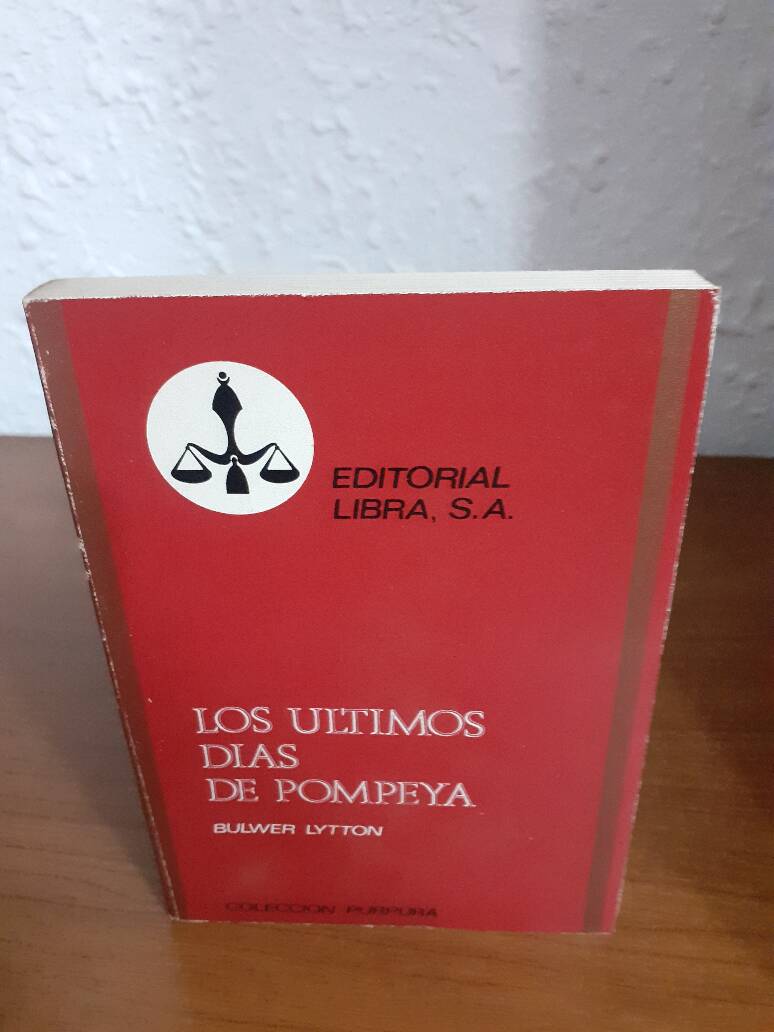 EDITORIAL
LIBRA, S.A.
LOS ULTIMOS
DIAS
DE POMPEYA
BULWER LYTTON
COLECCION PURPURA